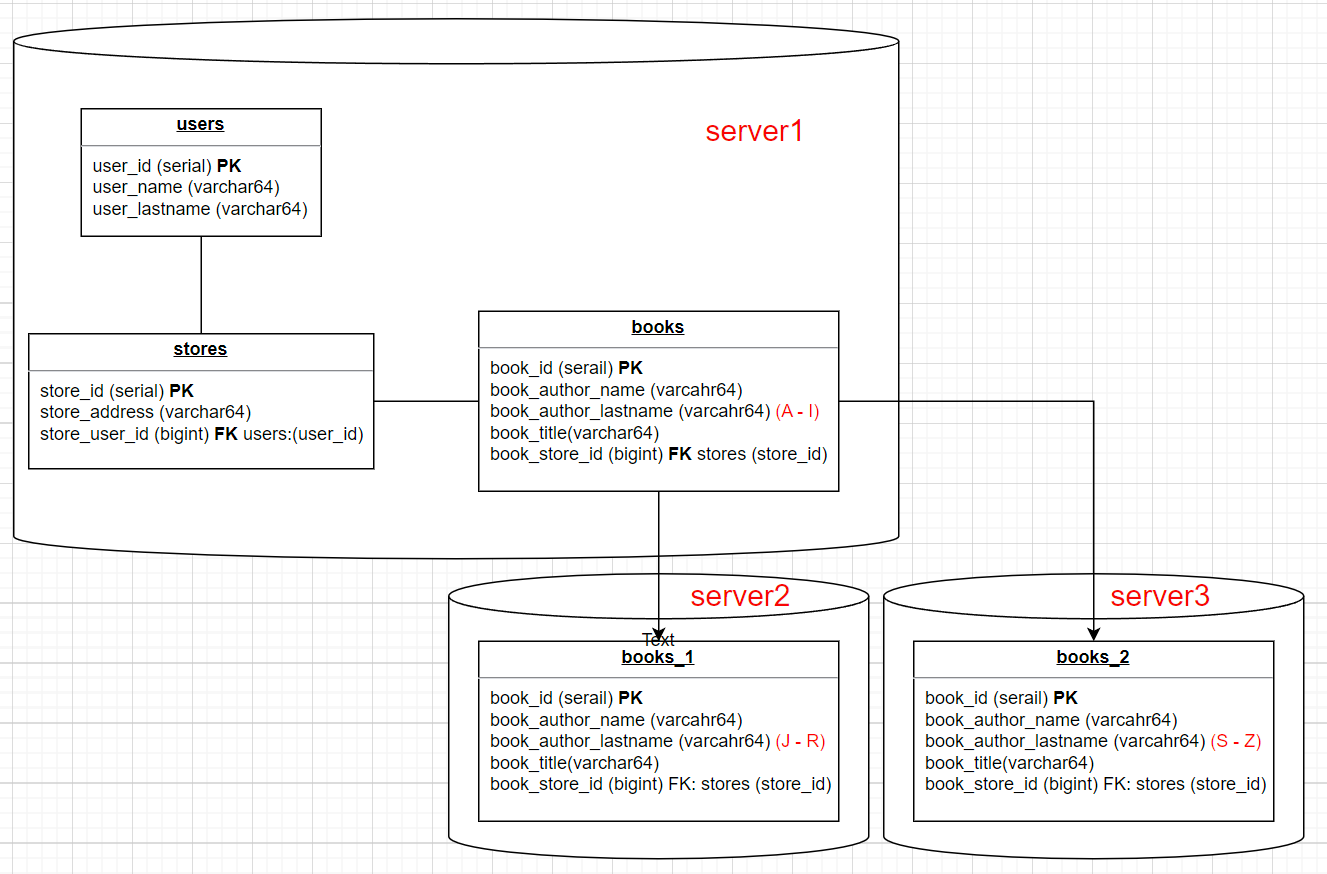 server1
users
user_id (serial) PK
user_name (varchar64)
user_lastname (varchar64)
stores
store_id (serial) PK
store_address (varchar64)
store_user_id (bigint) FK users:(user_id)
books
book_id (serail) PK
book_author_name (varcahr64)
book_author_lastname (varcahr64) (A - I)
book_title(varchar64)
book_store_id (bigint) FK stores (store_id)
server2
Text
books_1
book_id (serail) PK
book_author_name (varcahr64)
book_author_lastname (varcahr64) (J - R)
book_title(varchar64)
book_store_id (bigint) FK: stores (store_id)
server3
books_2
book_id (serail) PK
book_author_name (varcahr64)
book_author_lastname (varcahr64) (S - Z)
book_title(varchar64)
book_store_id (bigint) FK: stores (store_id)